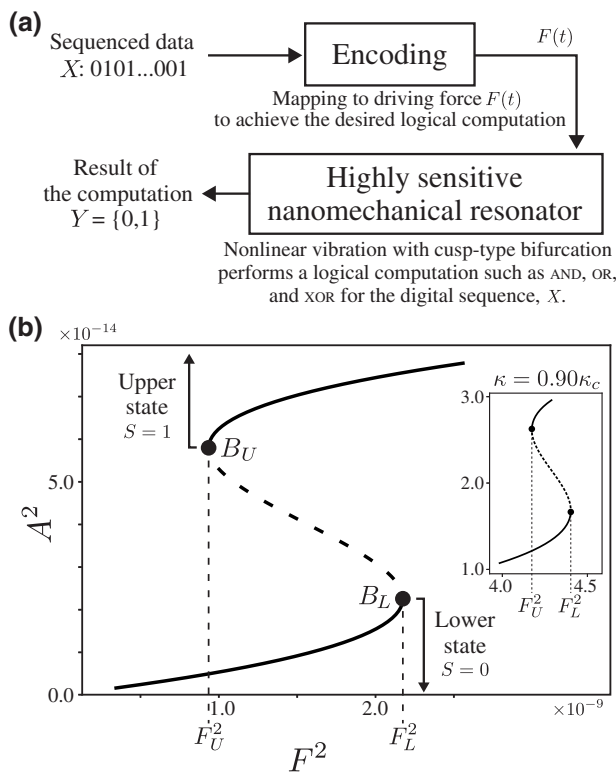 (a)
Sequenced data
X: 0101...001
Encoding
F(t)
Mapping to driving force F(t)
to achieve the desired logical computation
Result of
the computation
Y = {0,1}
Highly sensitive
nanomechanical resonator
Nonlinear vibration with cusp-type bifurcation
performs a logical computation such as AND, OR,
and XOR for the digital sequence, X.
(b)
×10⁻¹⁴
Upper
state
S = 1
B_U
κ = 0.90κ_c
3.0
2.0
1.0
4.0
4.5
F_U²
F_L²
5.0
A²
B_L
Lower
state
S = 0
0.0
1.0
2.0
×10⁻⁹
F_U²
F_L²
F²